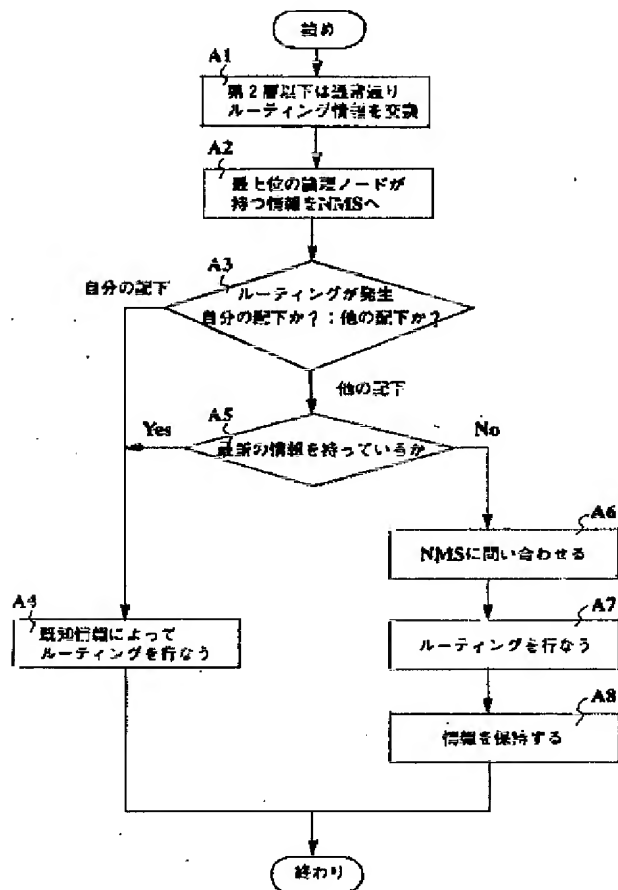 始め
A1
第2層以下は通常通り
ルーティング情報を交換
A2
最上位の論理ノードが
持つ情報をNMSへ
A3
ルーティングが発生
自分の配下か?:他の配下か?
自分の配下
他の配下
A5
最新の情報を持っているか
Yes
No
A6
NMSに問い合わせる
A4
既知情報によって
ルーティングを行なう
A7
ルーティングを行なう
A8
情報を保持する
終わり